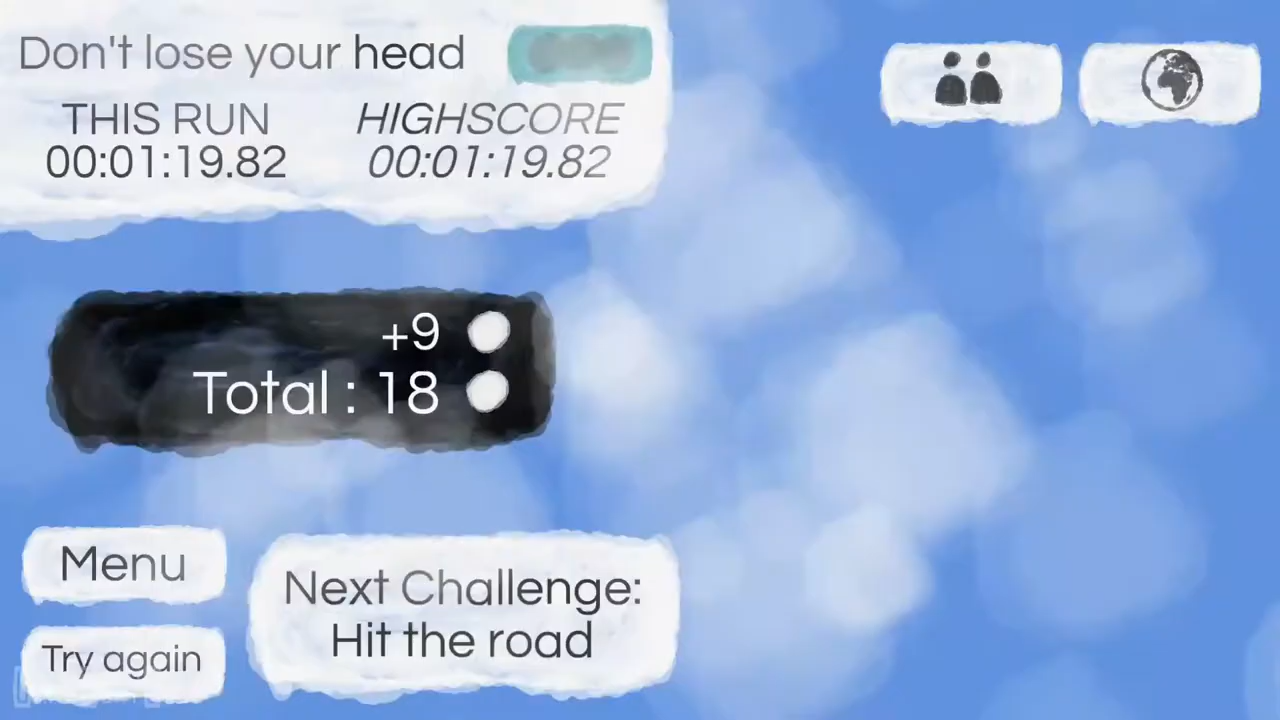 Don't lose your head
THIS RUN
00:01:19.82
HIGHSCORE
00:01:19.82
+9
Total : 18
Menu
Next Challenge:
Hit the road
Try again